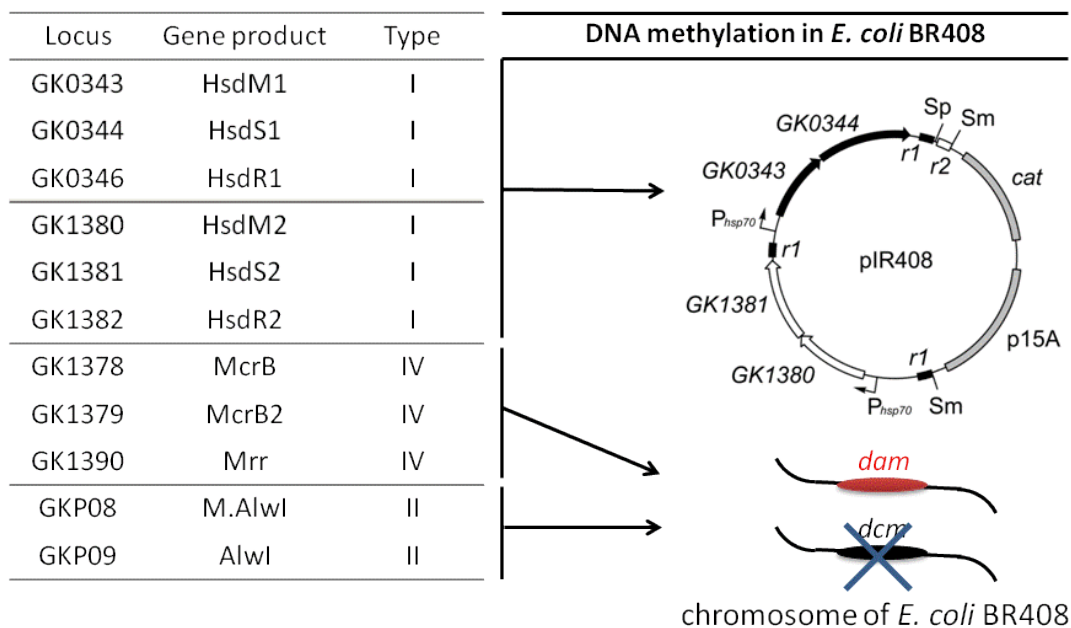 Locus Gene product Type
GK0343 HsdM1 I
GK0344 HsdS1 I
GK0346 HsdR1 I
GK1380 HsdM2 I
GK1381 HsdS2 I
GK1382 HsdR2 I
GK1378 McrB IV
GK1379 McrB2 IV
GK1390 Mrr IV
GKP08 M.AlwI II
GKP09 AlwI II
DNA methylation in E. coli BR408
Sp
Sm
GK0344
r1
r2
cat
GK0343
Phsp70
r1
pIR408
GK1381
p15A
r1
GK1380
Phsp70
Sm
dam
dcm
chromosome of E. coli BR408